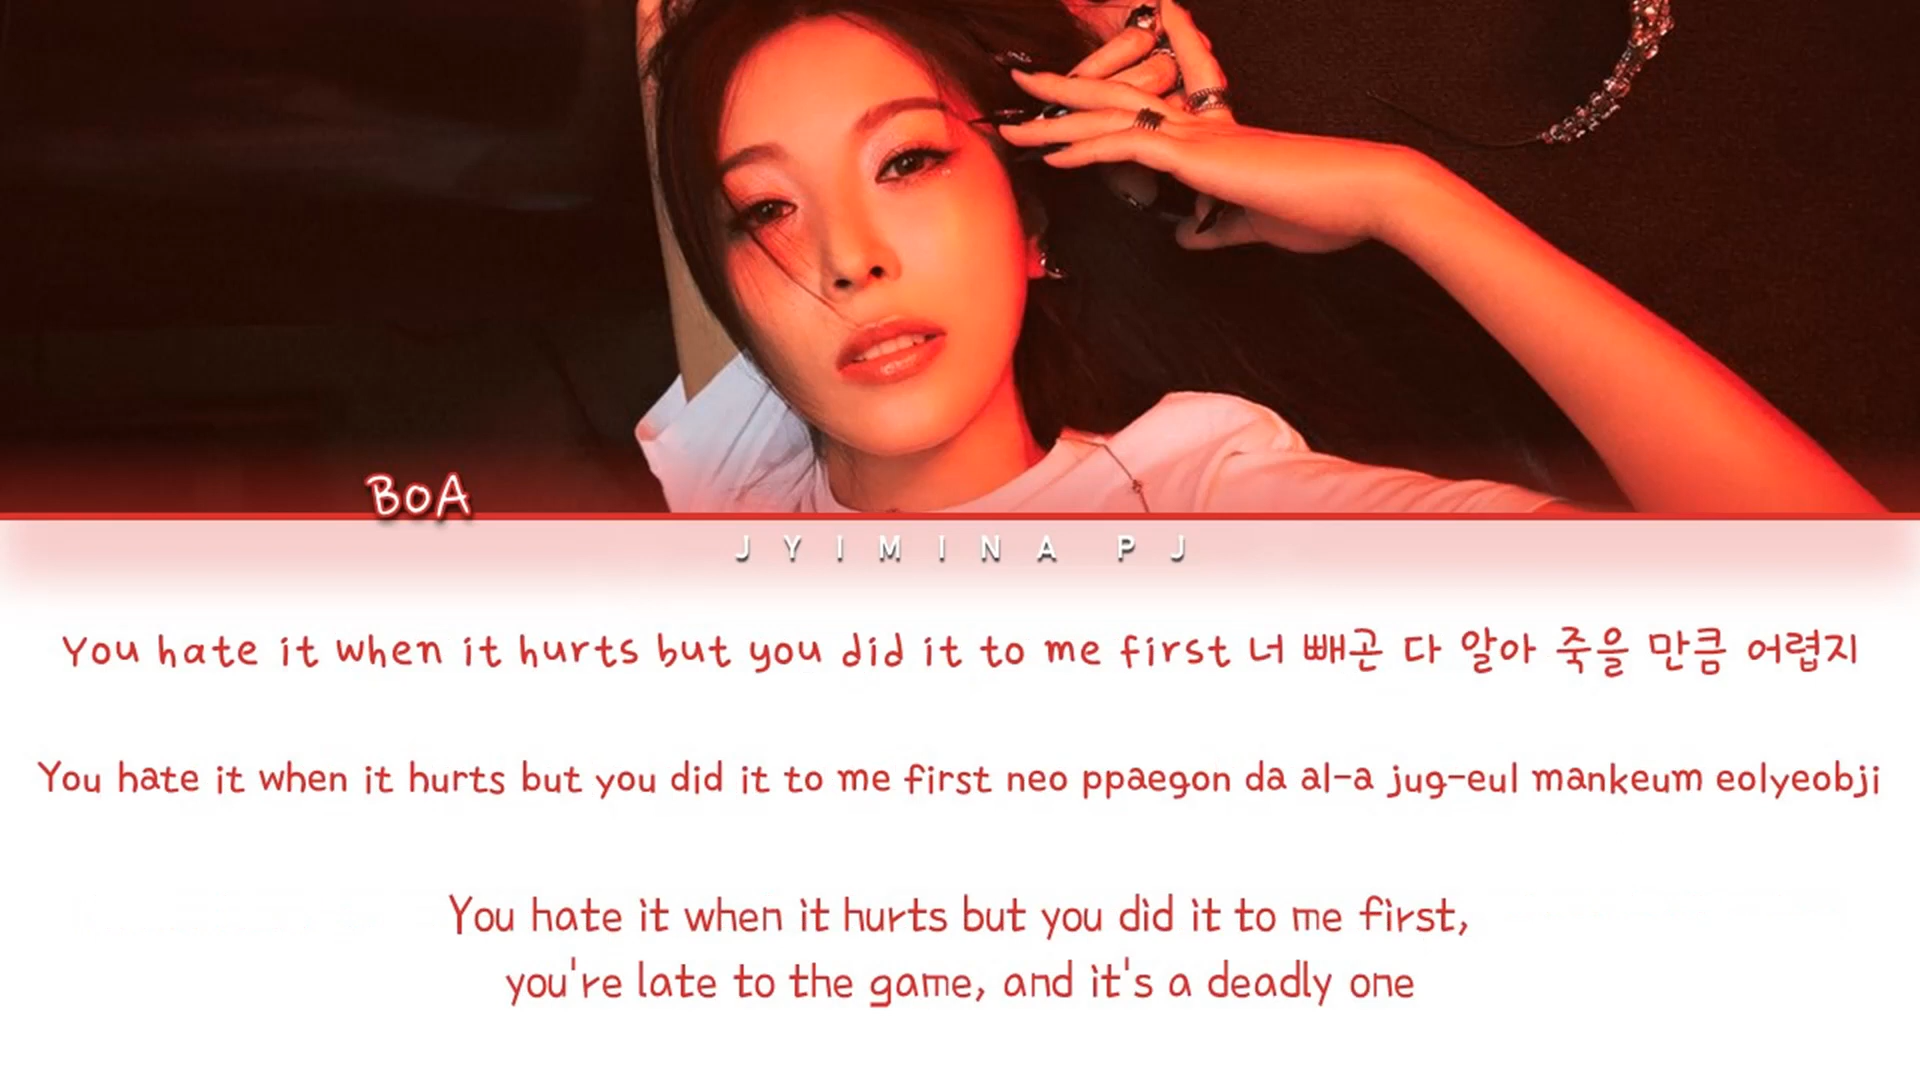 BoA
JYIMINA PJ
You hate it when it hurts but you did it to me first 너 빼곤 다 알아 죽을 만큼 어렵지
You hate it when it hurts but you did it to me first neo ppaegon da al-a jug-eul mankeum eolyeobji
You hate it when it hurts but you did it to me first,
you're late to the game, and it's a deadly one